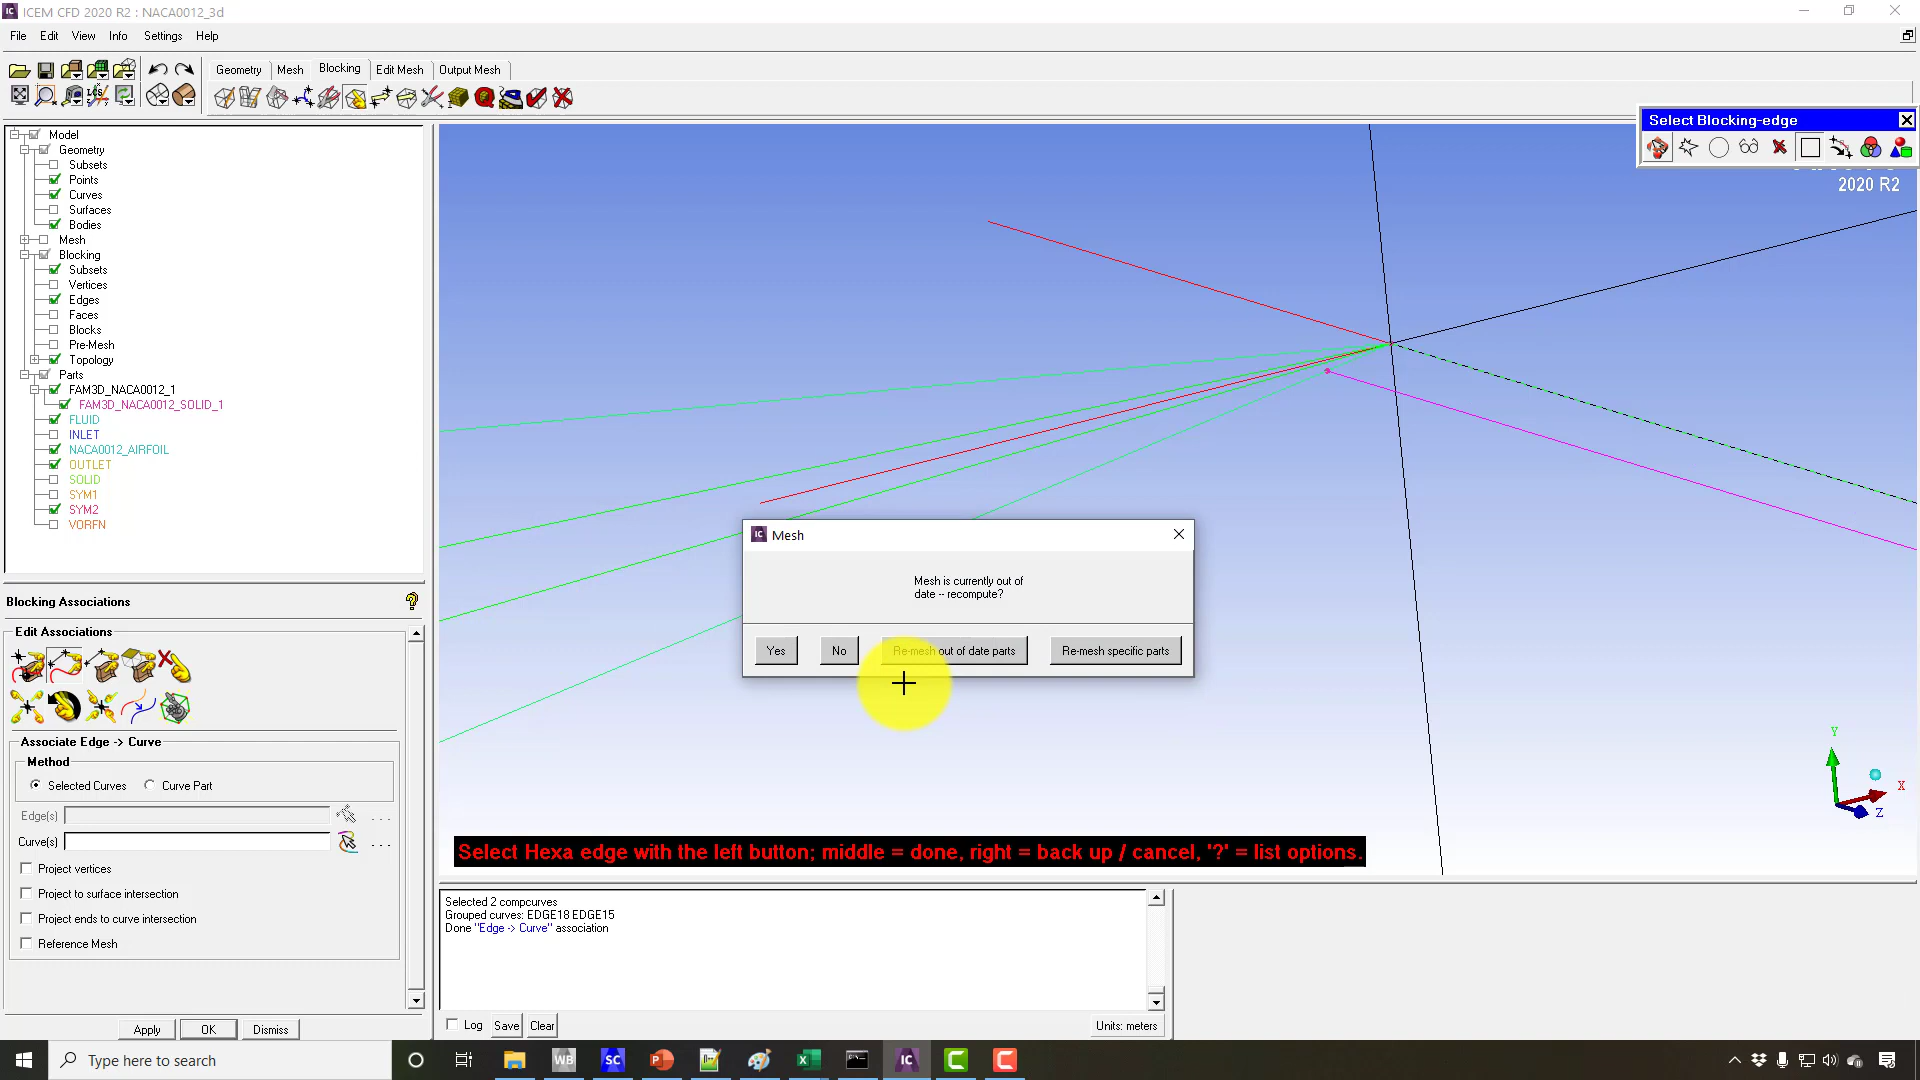 ICEM CFD 2020 R2 : NACA0012_3d
File Edit View Info Settings Help
Geometry Mesh Blocking Edit Mesh Output Mesh
Select Blocking-edge
2020 R2
Model
Geometry
Subsets
Points
Curves
Surfaces
Bodies
Mesh
Blocking
Subsets
Vertices
Edges
Faces
Blocks
Pre-Mesh
Topology
Parts
FAM3D_NACA0012_1
FAM3D_NACA0012_SOLID_1
FLUID
INLET
NACA0012_AIRFOIL
OUTLET
SOLID
SYM1
SYM2
VORFN
Mesh
Mesh is currently out of
date -- recompute?
Yes No Re-mesh out of date parts Re-mesh specific parts
Blocking Associations
Edit Associations
Associate Edge -> Curve
Method
Selected Curves Curve Part
Edge(s)
Curve(s)
Project vertices
Project to surface intersection
Project ends to curve intersection
Reference Mesh
Apply OK Dismiss
Y
X
Z
Select Hexa edge with the left button; middle = done, right = back up / cancel, '?' = list options.
Selected 2 compcurves
Grouped curves: EDGE18 EDGE15
Done "Edge -> Curve" association
Log Save Clear
Units: meters
Type here to search